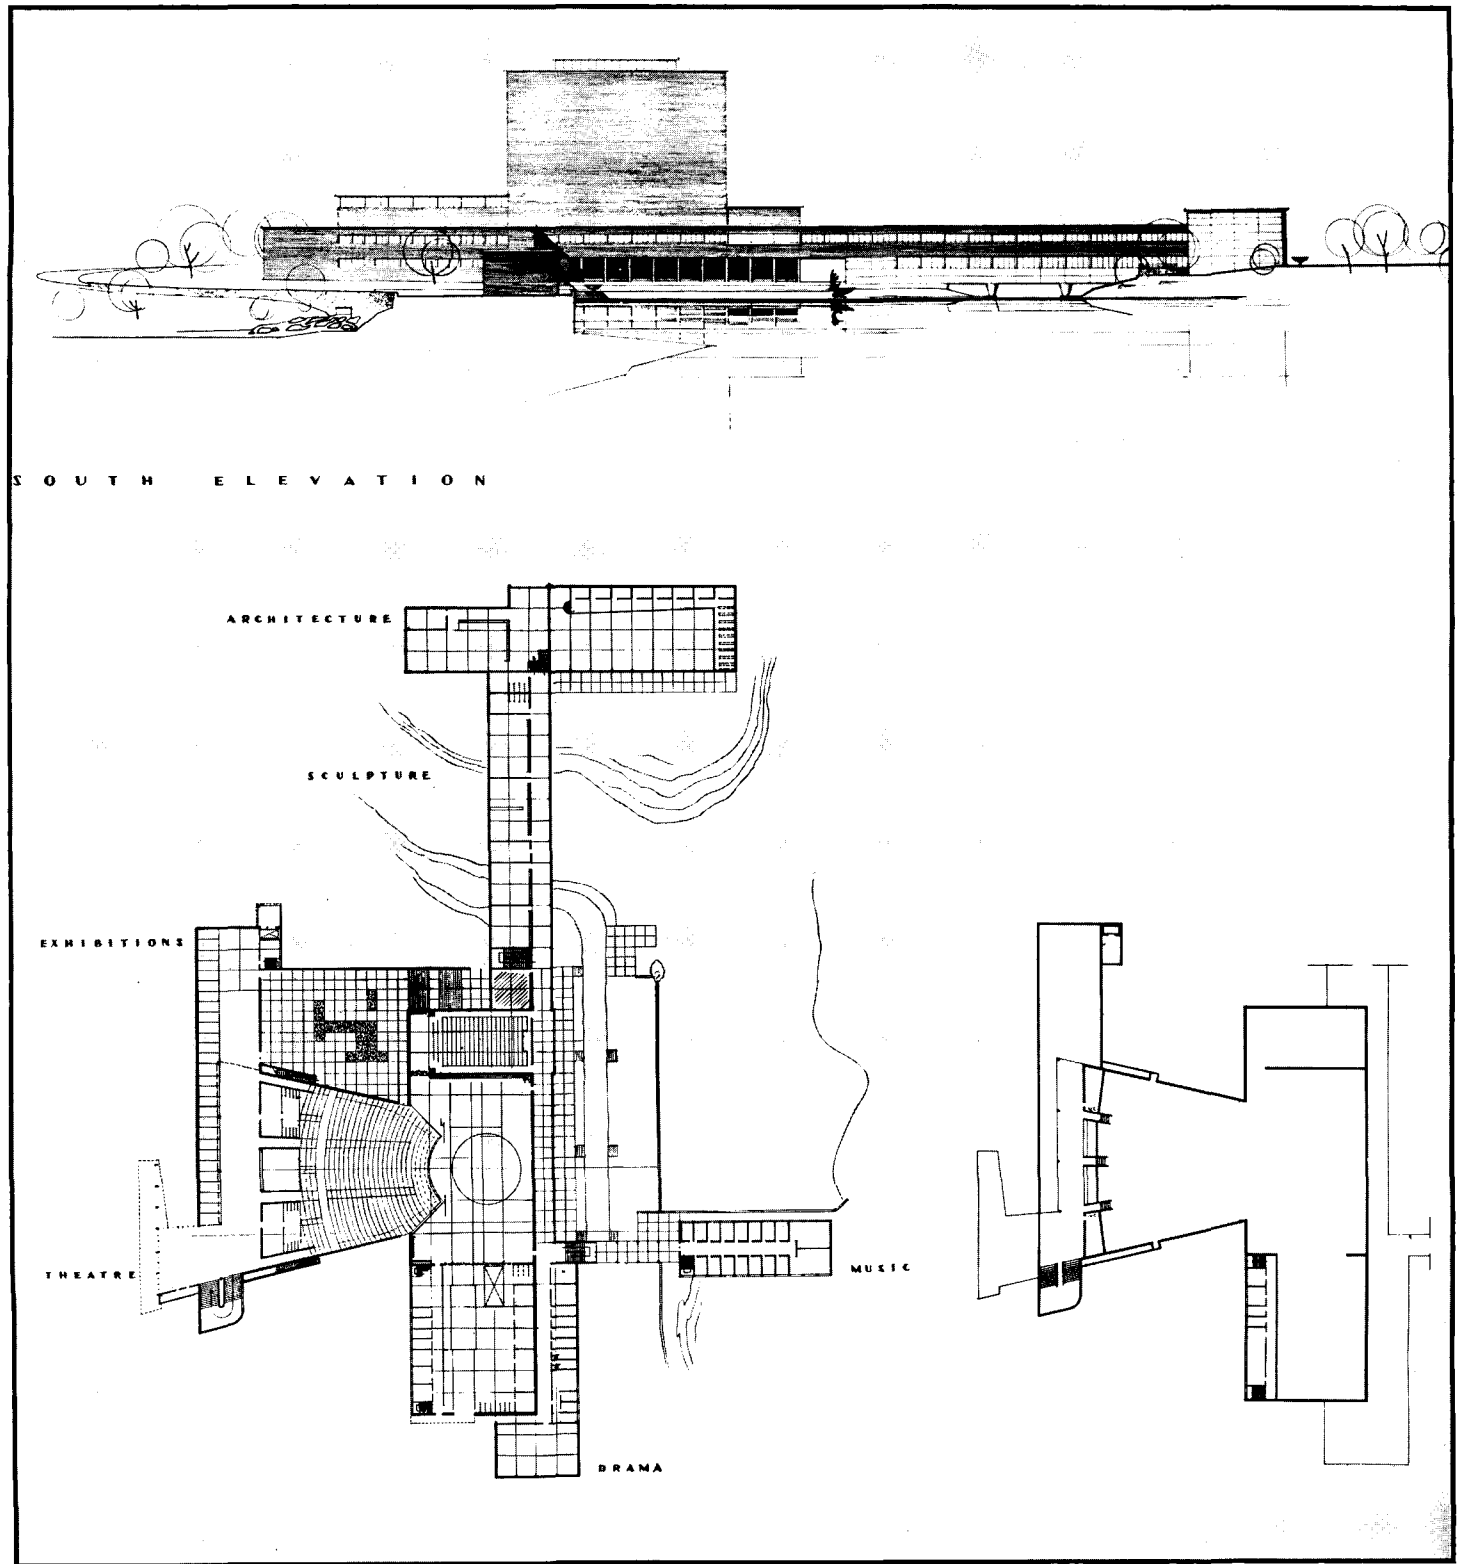 SOUTH ELEVATION
ARCHITECTURE
SCULPTURE
EXHIBITIONS
THEATRE
MUSIC
DRAMA